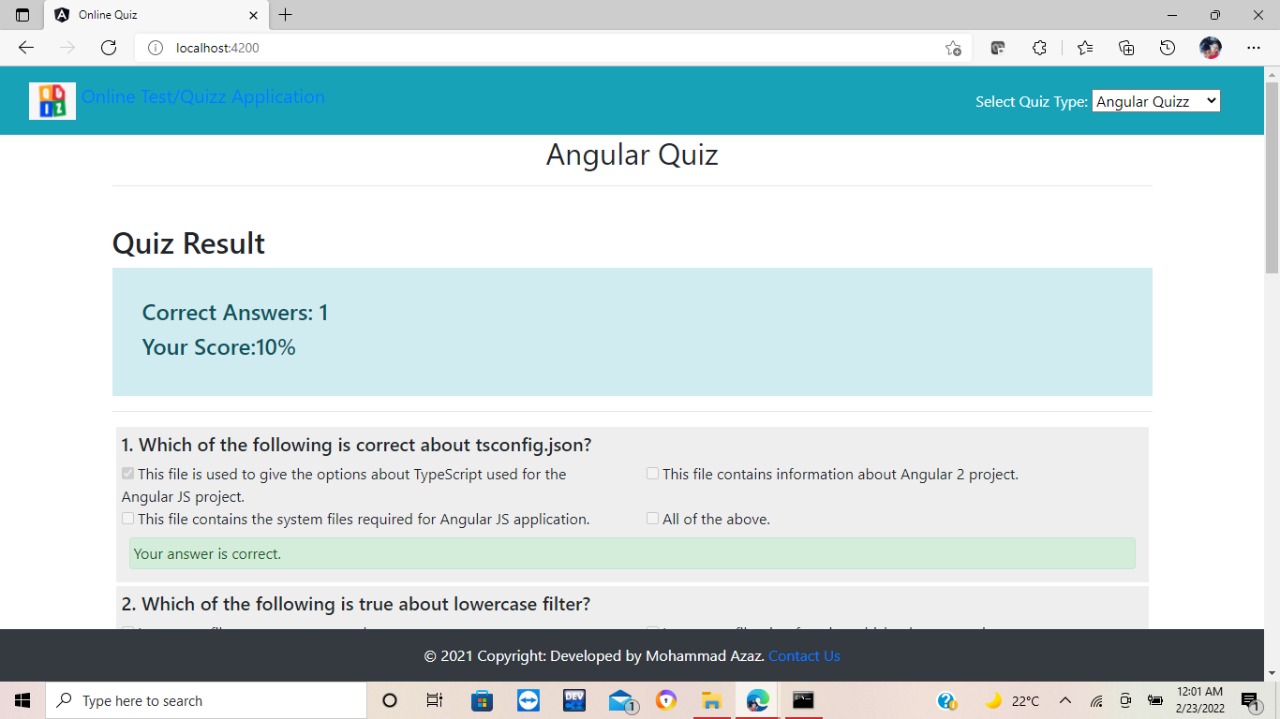 Online Quiz
localhost:4200
Online Test/Quizz Application
Select Quiz Type: Angular Quizz
Angular Quiz
Quiz Result
Correct Answers: 1
Your Score:10%
1. Which of the following is correct about tsconfig.json?
This file is used to give the options about TypeScript used for the
Angular JS project.
This file contains information about Angular 2 project.
This file contains the system files required for Angular JS application.
All of the above.
Your answer is correct.
2. Which of the following is true about lowercase filter?
© 2021 Copyright: Developed by Mohammad Azaz. Contact Us
Type here to search
DEV
1
22°C
12:01 AM
2/23/2022
1